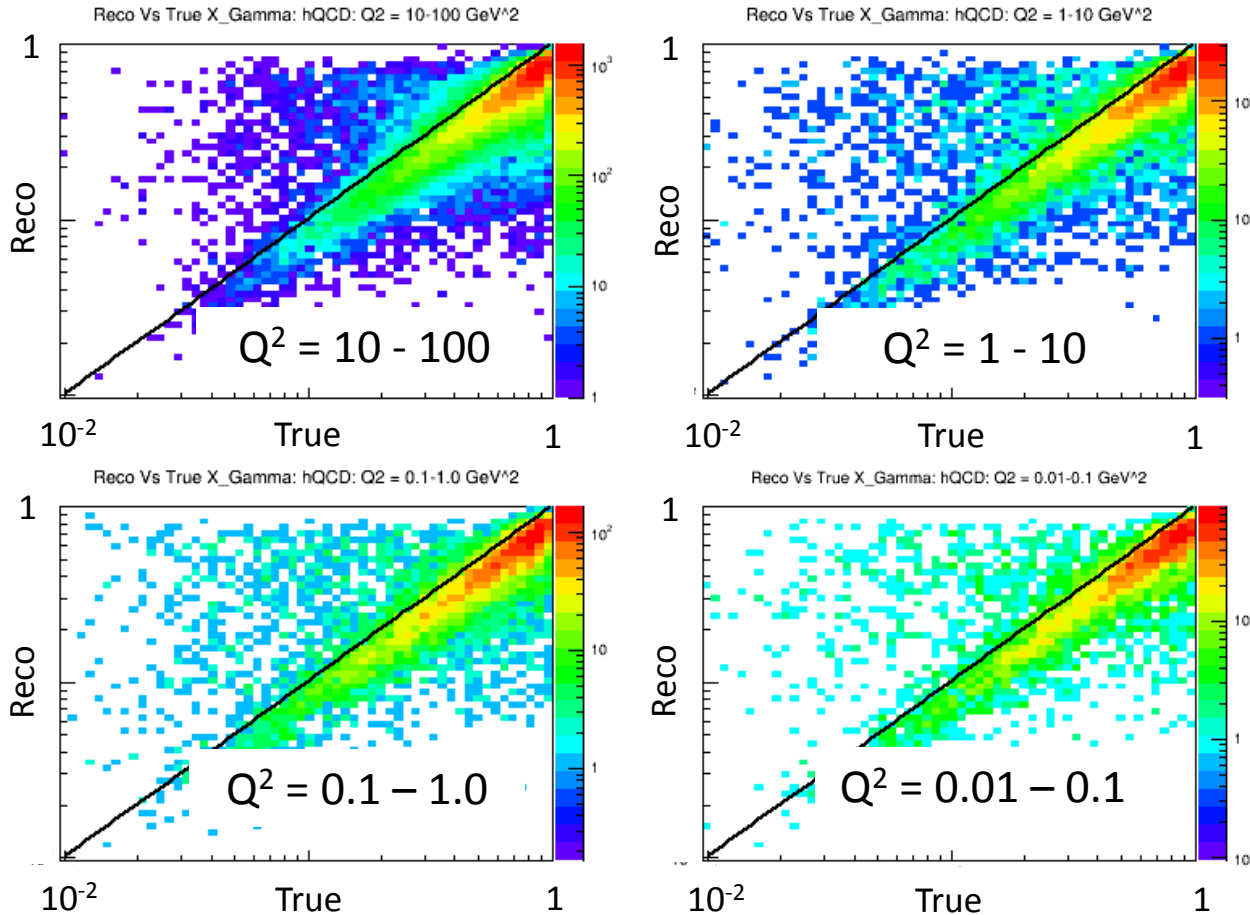 Reco Vs True X_Gamma: hQCD: Q2 = 10-100 GeV^2
1
10³
10²
10
1
Reco
Q² = 10 - 100
10⁻²
True
1
Reco Vs True X_Gamma: hQCD: Q2 = 1-10 GeV^2
1
10²
10
1
Reco
Q² = 1 - 10
10⁻²
True
1
Reco Vs True X_Gamma: hQCD: Q2 = 0.1-1.0 GeV^2
1
10²
10
1
Reco
Q² = 0.1 – 1.0
10⁻²
True
1
Reco Vs True X_Gamma: hQCD: Q2 = 0.01-0.1 GeV^2
1
10
1
10
Reco
Q² = 0.01 – 0.1
10⁻²
True
1